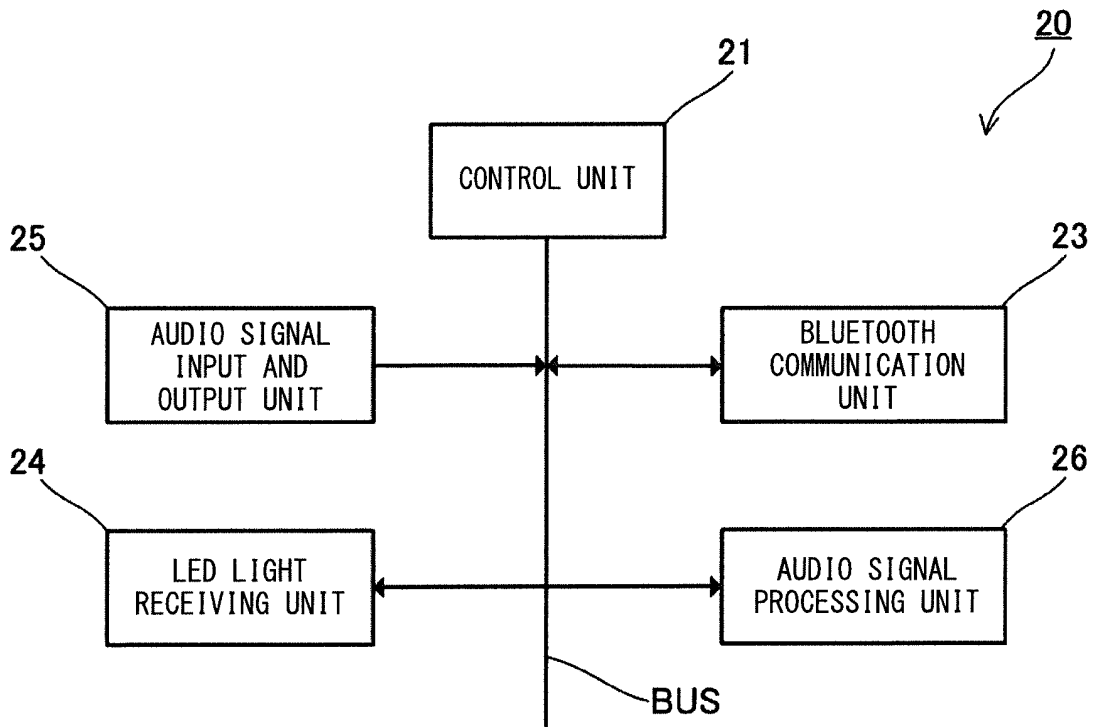 20
21
CONTROL UNIT
25
23
AUDIO SIGNAL
INPUT AND
OUTPUT UNIT
BLUETOOTH
COMMUNICATION
UNIT
24
26
LED LIGHT
RECEIVING UNIT
AUDIO SIGNAL
PROCESSING UNIT
BUS